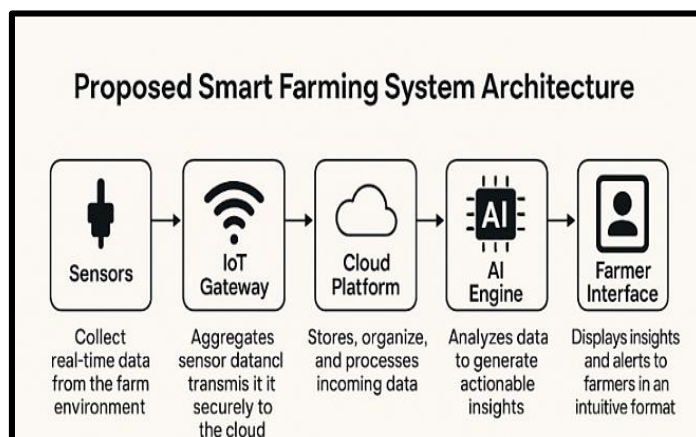 Proposed Smart Farming System Architecture
Sensors
Collect
real-time data
from the farm
environment
IoT
Gateway
Aggregates
sensor datancl
transmis it it
securely to
the cloud
Cloud
Platform
Stores, organize,
and processes
incoming data
AI
AI
Engine
Analyzes data
to generate
actionable
insights
Farmer
Interface
Displays insights
and alerts to
farmers in an
intuitive format